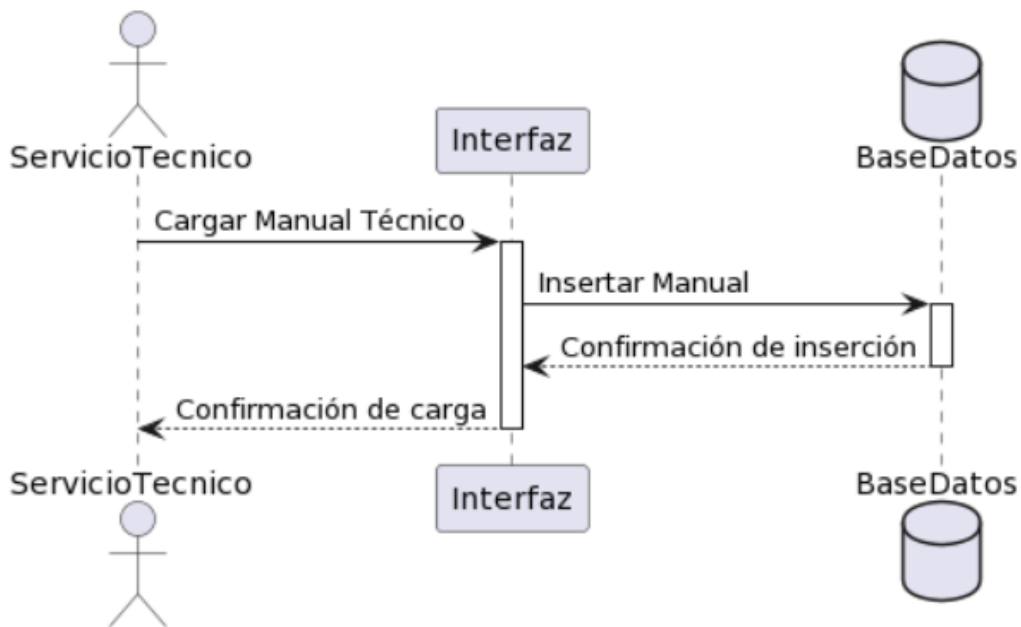 ServicioTecnico
Interfaz
BaseDatos
Cargar Manual Técnico
Insertar Manual
Confirmación de inserción
Confirmación de carga
ServicioTecnico
Interfaz
BaseDatos